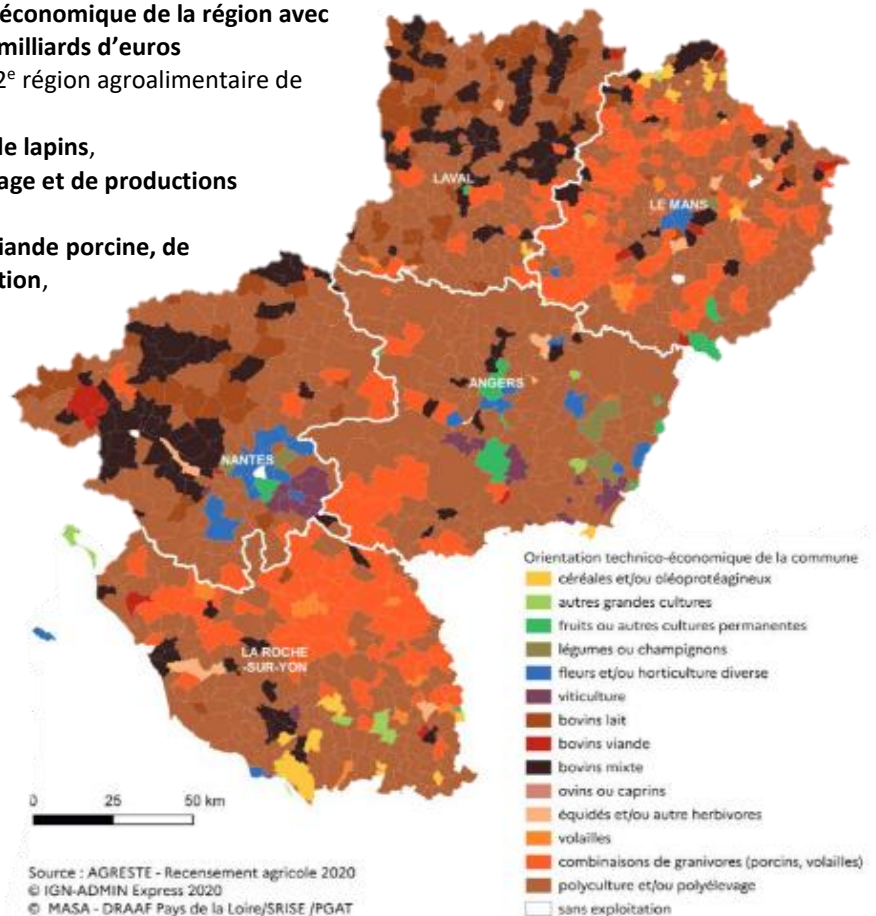 économique de la région avec
milliards d'euros
2e région agroalimentaire de
de lapins,
age et de productions
iande porcine, de
tion,
LAVAL
LE MANS
ANGERS
NANTES
LA ROCHE
-SUR-YON
Orientation technico-économique de la commune
céréales et/ou oléoprotéagineux
autres grandes cultures
fruits ou autres cultures permanentes
légumes ou champignons
fleurs et/ou horticulture diverse
viticulture
bovins lait
bovins viande
bovins mixte
ovins ou caprins
équidés et/ou autre herbivores
volailles
combinaisons de granivores (porcins, volailles)
polyculture et/ou polyélevage
sans exploitation
0 25 50 km
Source : AGRESTE - Recensement agricole 2020
© IGN-ADMIN Express 2020
© MASA - DRAAF Pays de la Loire/SRISE /PGAT